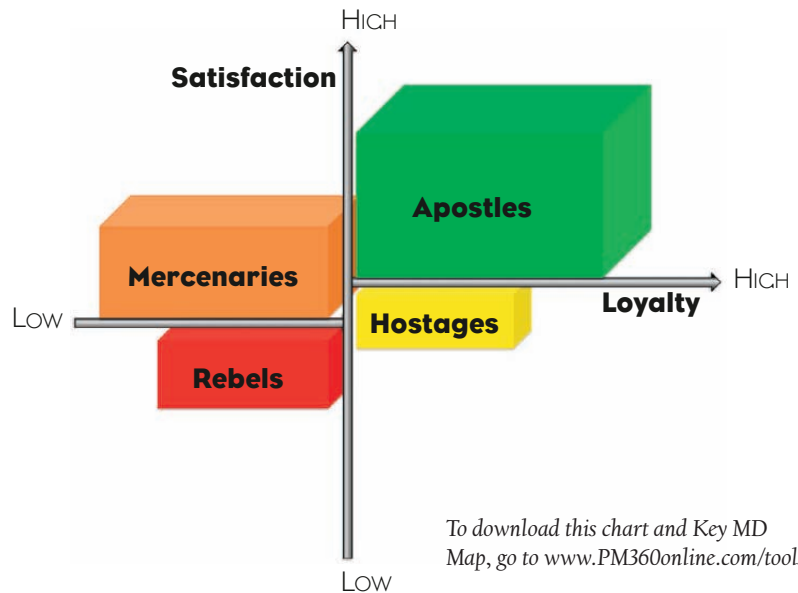 HIGH
Satisfaction
Apostles
Mercenaries
HIGH
Loyalty
LOW
Hostages
Rebels
To download this chart and Key MD
Map, go to www.PM360online.com/tool
LOW